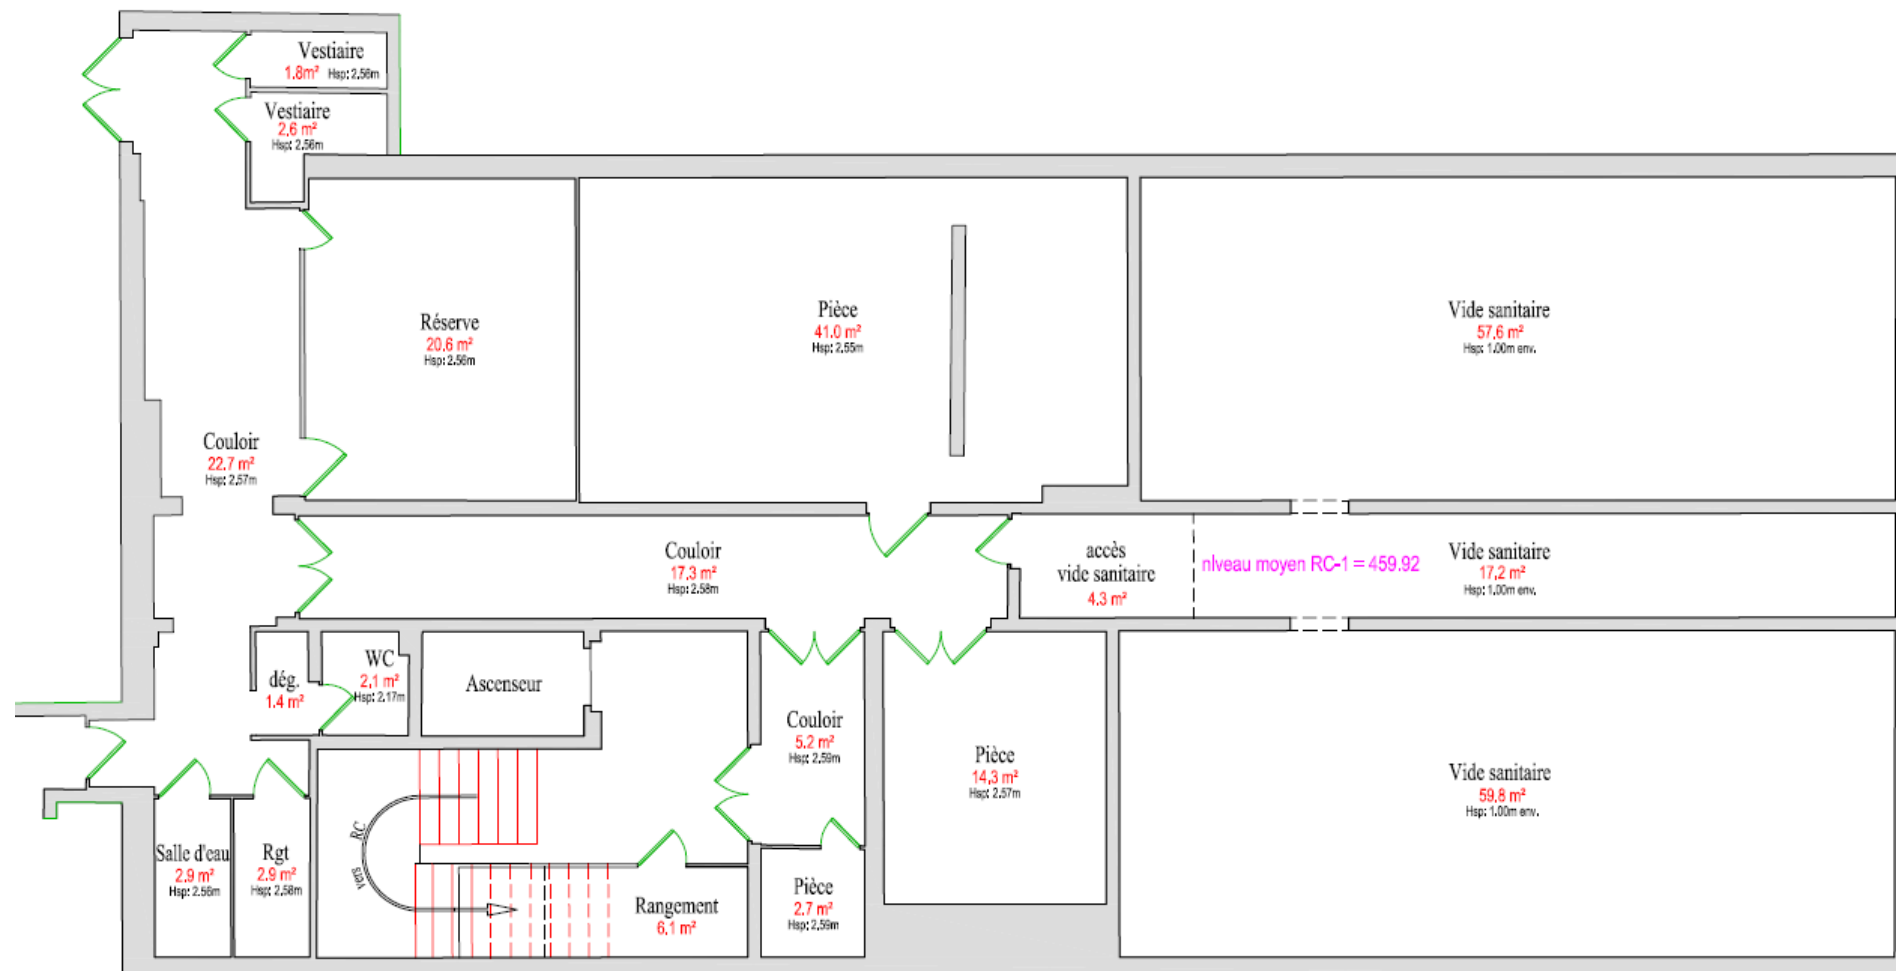 Vestiaire
1.8m² Hsp: 2.56m
Vestiaire
2.6 m²
Hsp: 2.56m
Réserve
20.6 m²
Hsp: 2.56m
Pièce
41.0 m²
Hsp: 2.55m
Vide sanitaire
57.6 m²
Hsp: 1.00m env.
Couloir
22.7 m²
Hsp: 2.57m
Couloir
17.3 m²
Hsp: 2.58m
accès
vide sanitaire
4.3 m²
niveau moyen RC-1 = 459.92
Vide sanitaire
17.2 m²
Hsp: 1.00m env.
dég.
1.4 m²
WC
2.1 m²
Hsp: 2.17m
Ascenseur
Couloir
5.2 m²
Hsp: 2.59m
Pièce
14.3 m²
Hsp: 2.57m
Vide sanitaire
59.8 m²
Hsp: 1.00m env.
vers RC
Salle d'eau
2.9 m²
Hsp: 2.56m
Rgt
2.9 m²
Hsp: 2.58m
Rangement
6.1 m²
Pièce
2.7 m²
Hsp: 2.59m